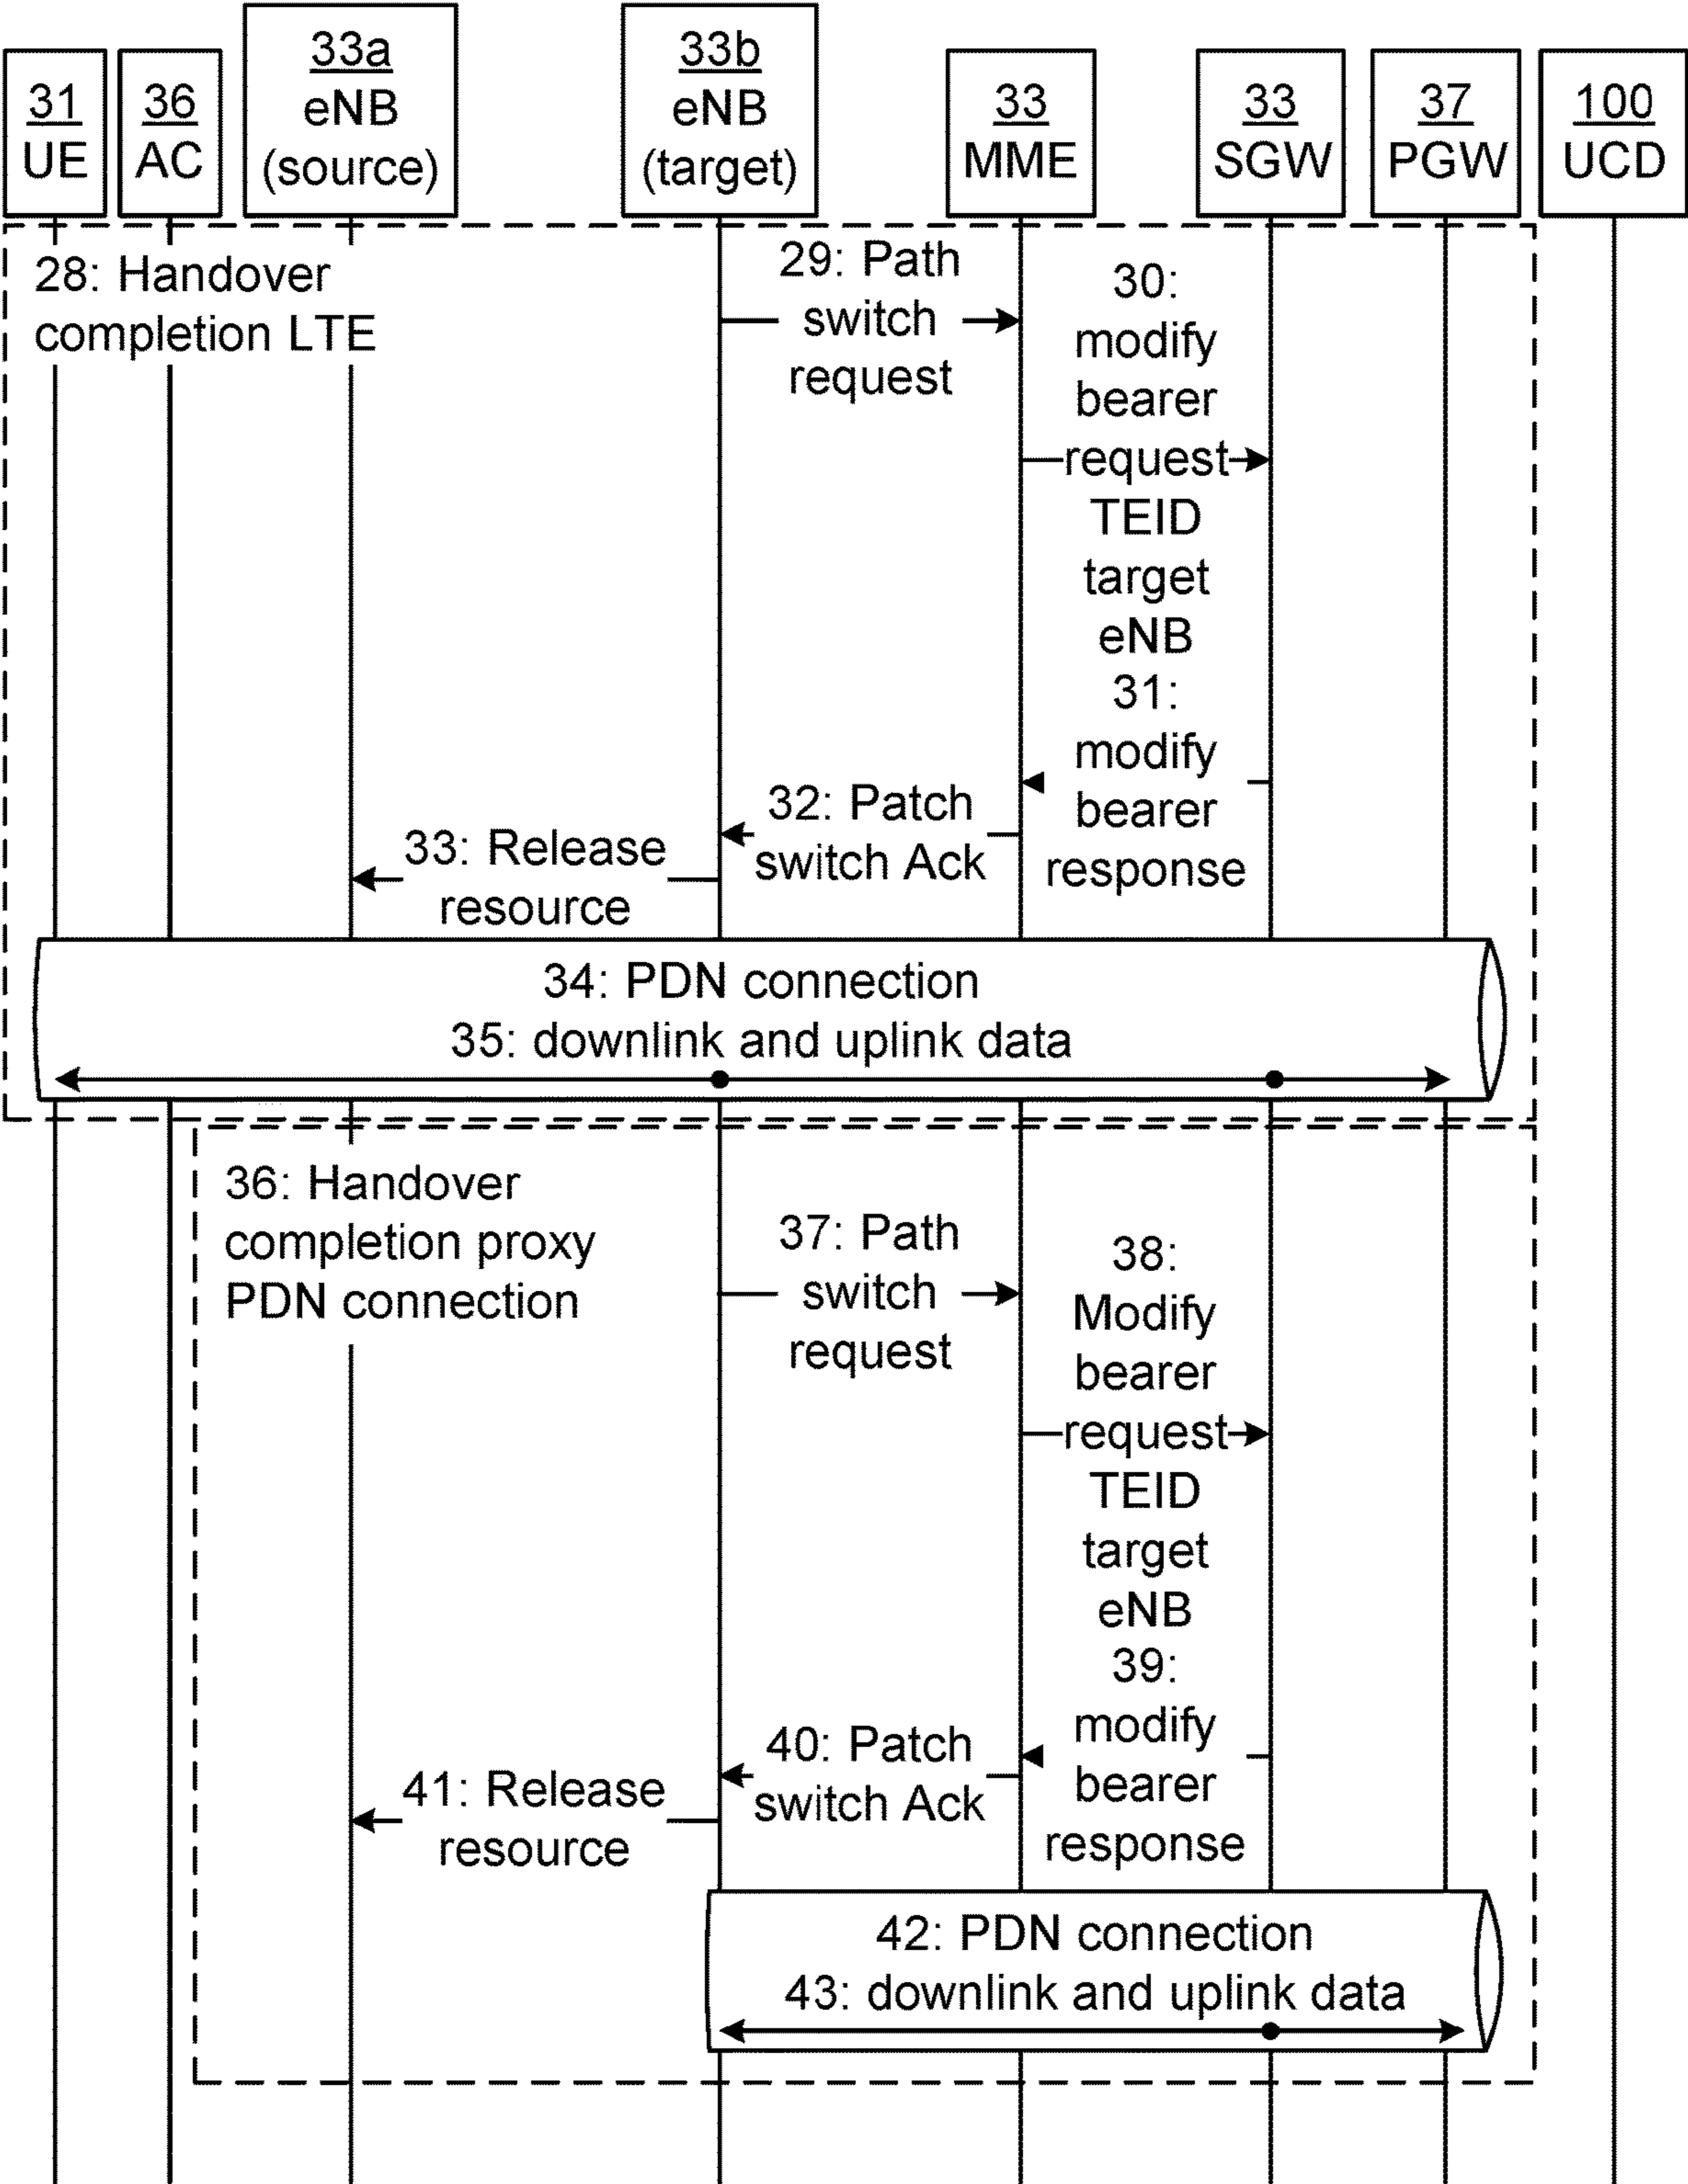 31
UE
36
AC
33a
eNB
(source)
33b
eNB
(target)
33
MME
33
SGW
37
PGW
100
UCD
28: Handover
completion LTE
29: Path
switch
request
30:
modify
bearer
request
TEID
target
eNB
31:
modify
bearer
response
32: Patch
switch Ack
33: Release
resource
34: PDN connection
35: downlink and uplink data
36: Handover
completion proxy
PDN connection
37: Path
switch
request
38:
Modify
bearer
request
TEID
target
eNB
39:
modify
bearer
response
40: Patch
switch Ack
41: Release
resource
42: PDN connection
43: downlink and uplink data